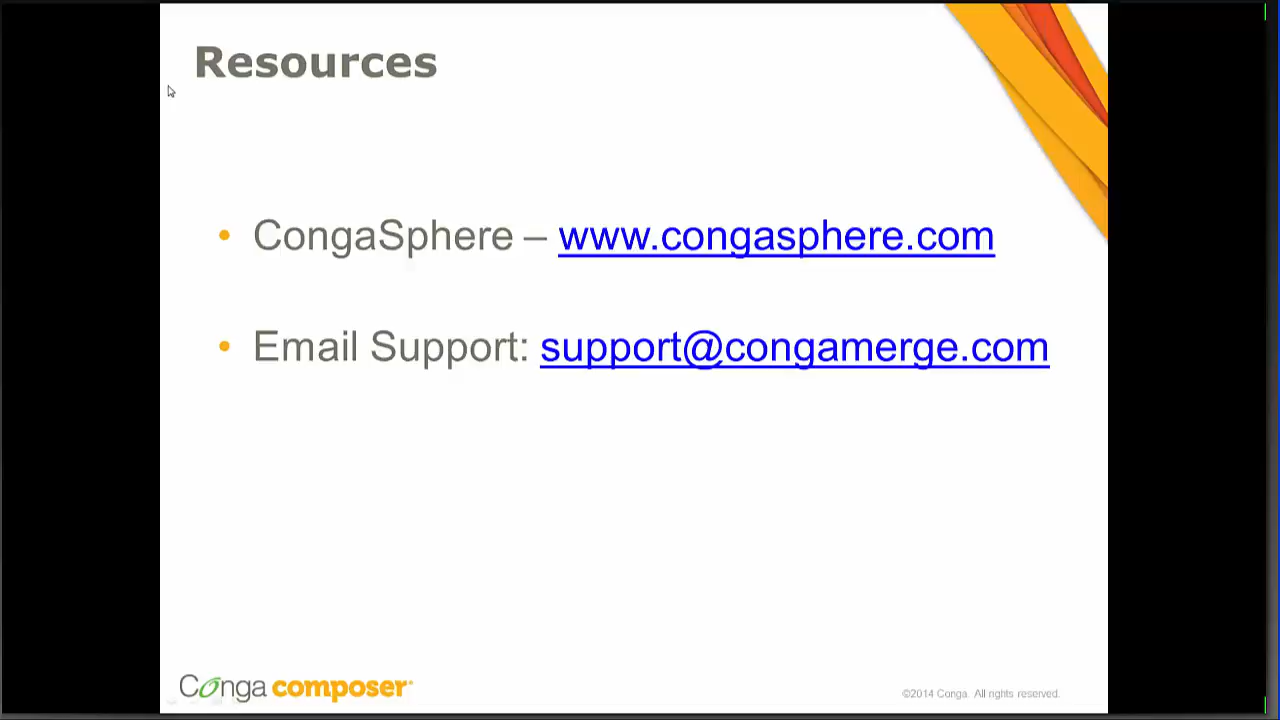 Resources
• CongaSphere – www.congasphere.com
• Email Support: support@congamerge.com
Conga composer
©2014 Conga. All rights reserved.